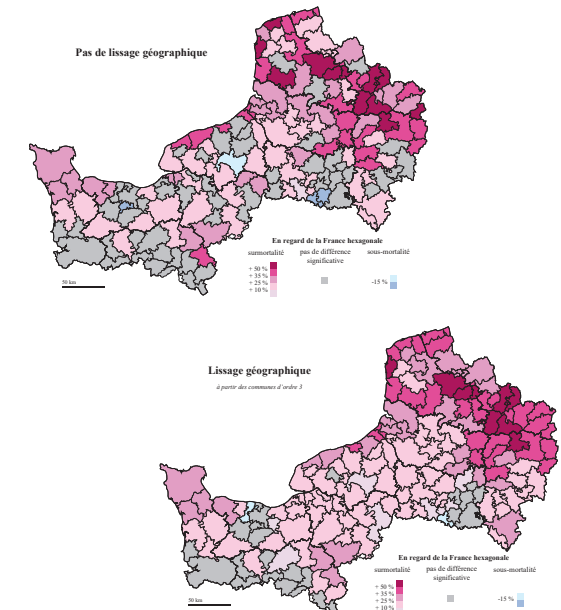 Pas de lissage géographique
En regard de la France hexagonale
surmortalité pas de différence significative sous-mortalité
+ 50 %
+ 35 %
+ 25 %
+ 10 %
-15 %
50 km
Lissage géographique
à partir des communes d'ordre 3
En regard de la France hexagonale
surmortalité pas de différence significative sous-mortalité
+ 50 %
+ 35 %
+ 25 %
+ 10 %
-15 %
50 km